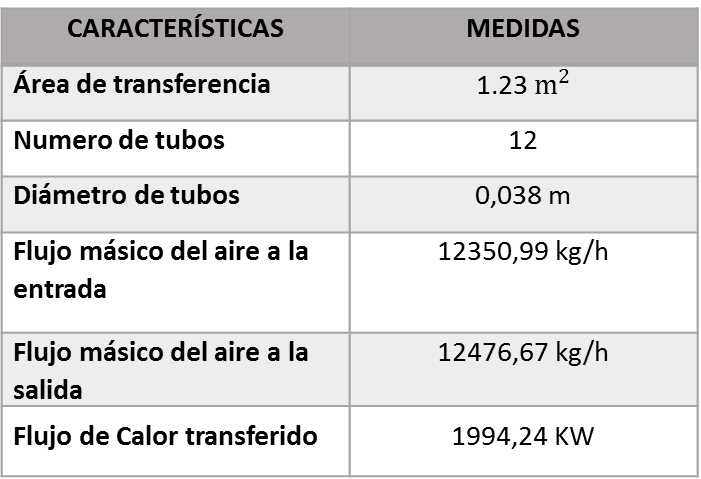 CARACTERÍSTICAS MEDIDAS
Área de transferencia 1.23 m²
Numero de tubos 12
Diámetro de tubos 0,038 m
Flujo másico del aire a la 12350,99 kg/h
entrada
Flujo másico del aire a la 12476,67 kg/h
salida
Flujo de Calor transferido 1994,24 KW